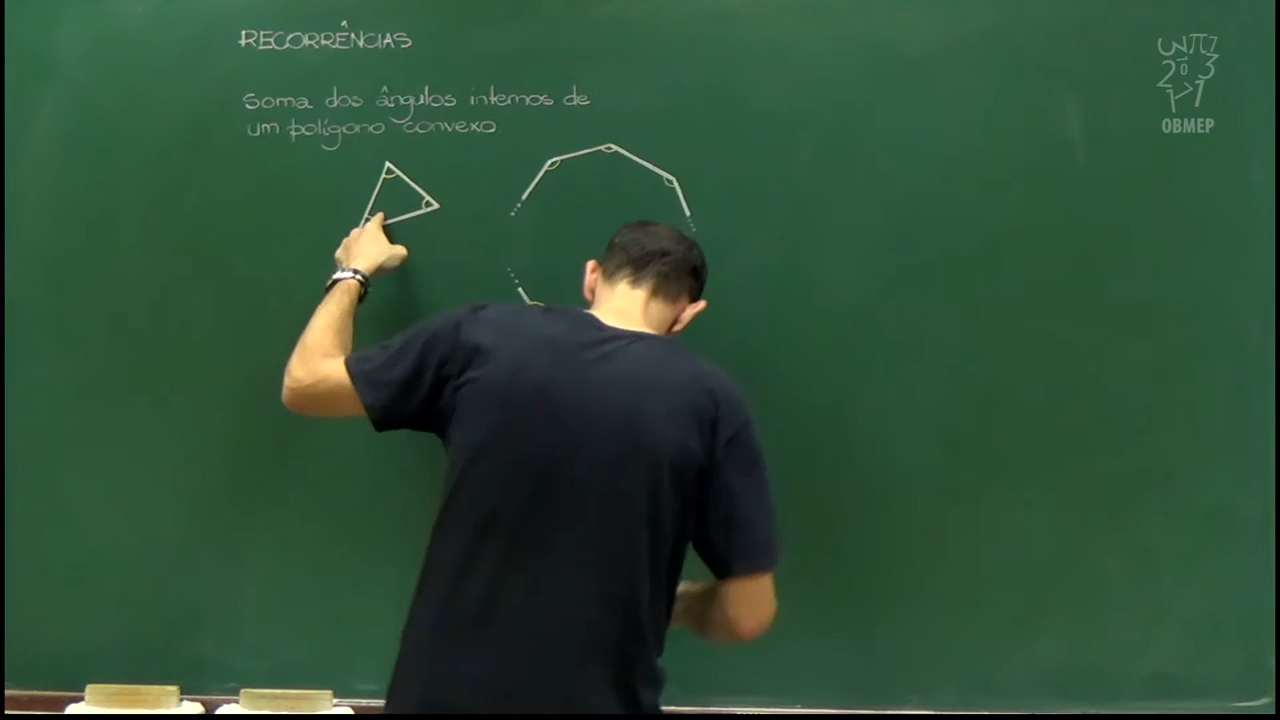 RECORRÊNCIAS
Soma dos ângulos internos de
um polígono convexo
OBMEP